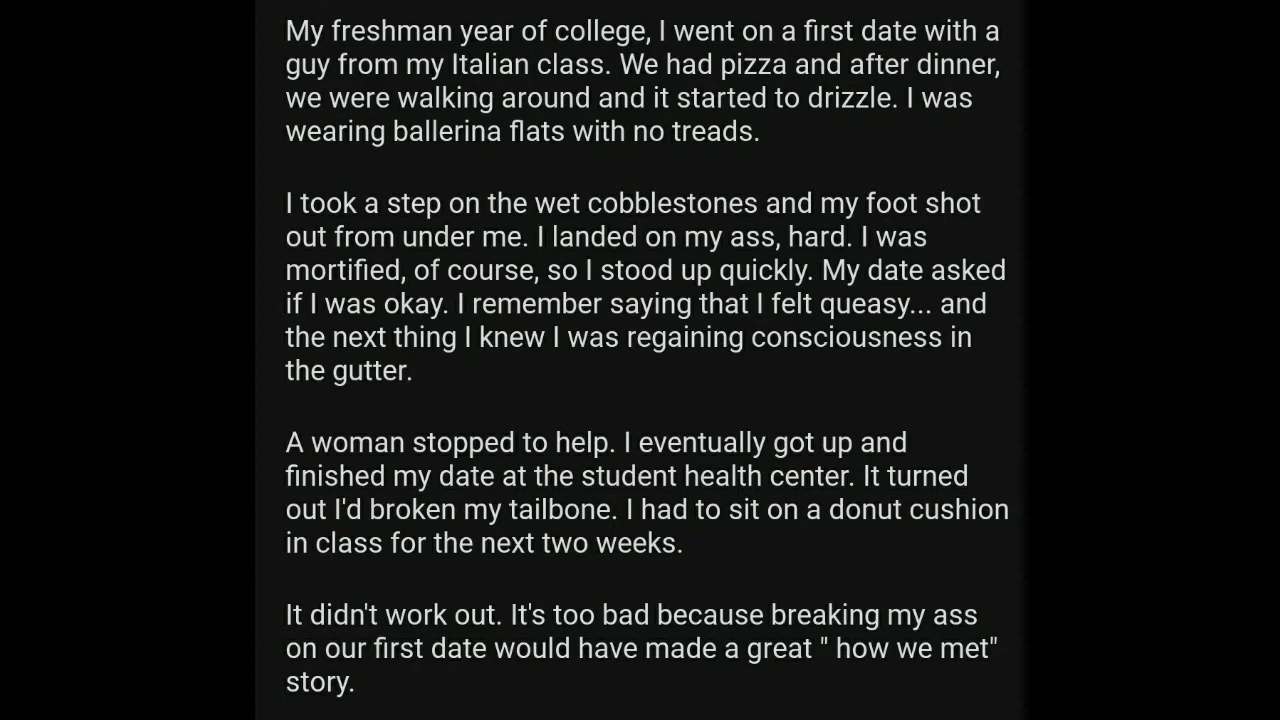 My freshman year of college, I went on a first date with a
guy from my Italian class. We had pizza and after dinner,
we were walking around and it started to drizzle. I was
wearing ballerina flats with no treads.
I took a step on the wet cobblestones and my foot shot
out from under me. I landed on my ass, hard. I was
mortified, of course, so I stood up quickly. My date asked
if I was okay. I remember saying that I felt queasy... and
the next thing I knew I was regaining consciousness in
the gutter.
A woman stopped to help. I eventually got up and
finished my date at the student health center. It turned
out I'd broken my tailbone. I had to sit on a donut cushion
in class for the next two weeks.
It didn't work out. It's too bad because breaking my ass
on our first date would have made a great " how we met"
story.